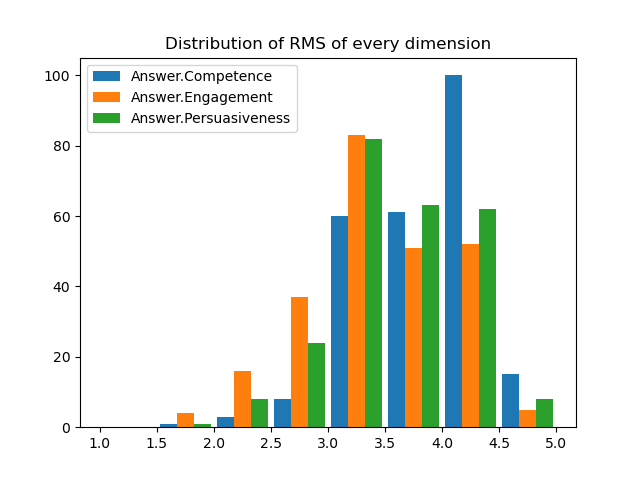 Distribution of RMS of every dimension
Answer.Competence
Answer.Engagement
Answer.Persuasiveness
100
80
60
40
20
0
1.0 1.5 2.0 2.5 3.0 3.5 4.0 4.5 5.0